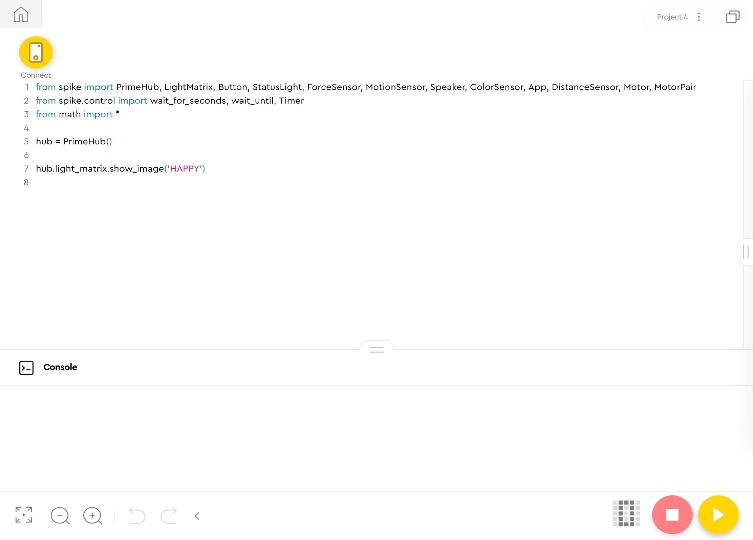 Project 4
Connect
1 from spike import PrimeHub, LightMatrix, Button, StatusLight, ForceSensor, MotionSensor, Speaker, ColorSensor, App, DistanceSensor, Motor, MotorPair
2 from spike.control import wait_for_seconds, wait_until, Timer
3 from math import *
4
5 hub = PrimeHub()
6
7 hub.light_matrix.show_image('HAPPY')
8
Console